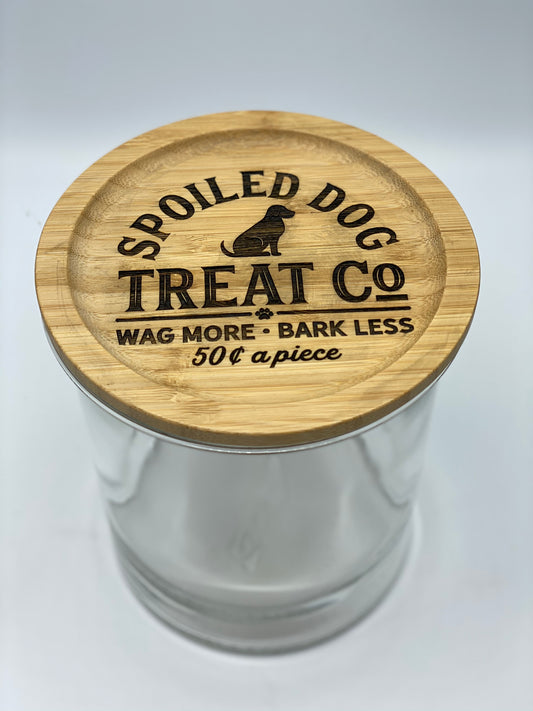 SPOILED DOG
TREAT Co
WAG MORE • BARK LESS
50¢ a piece